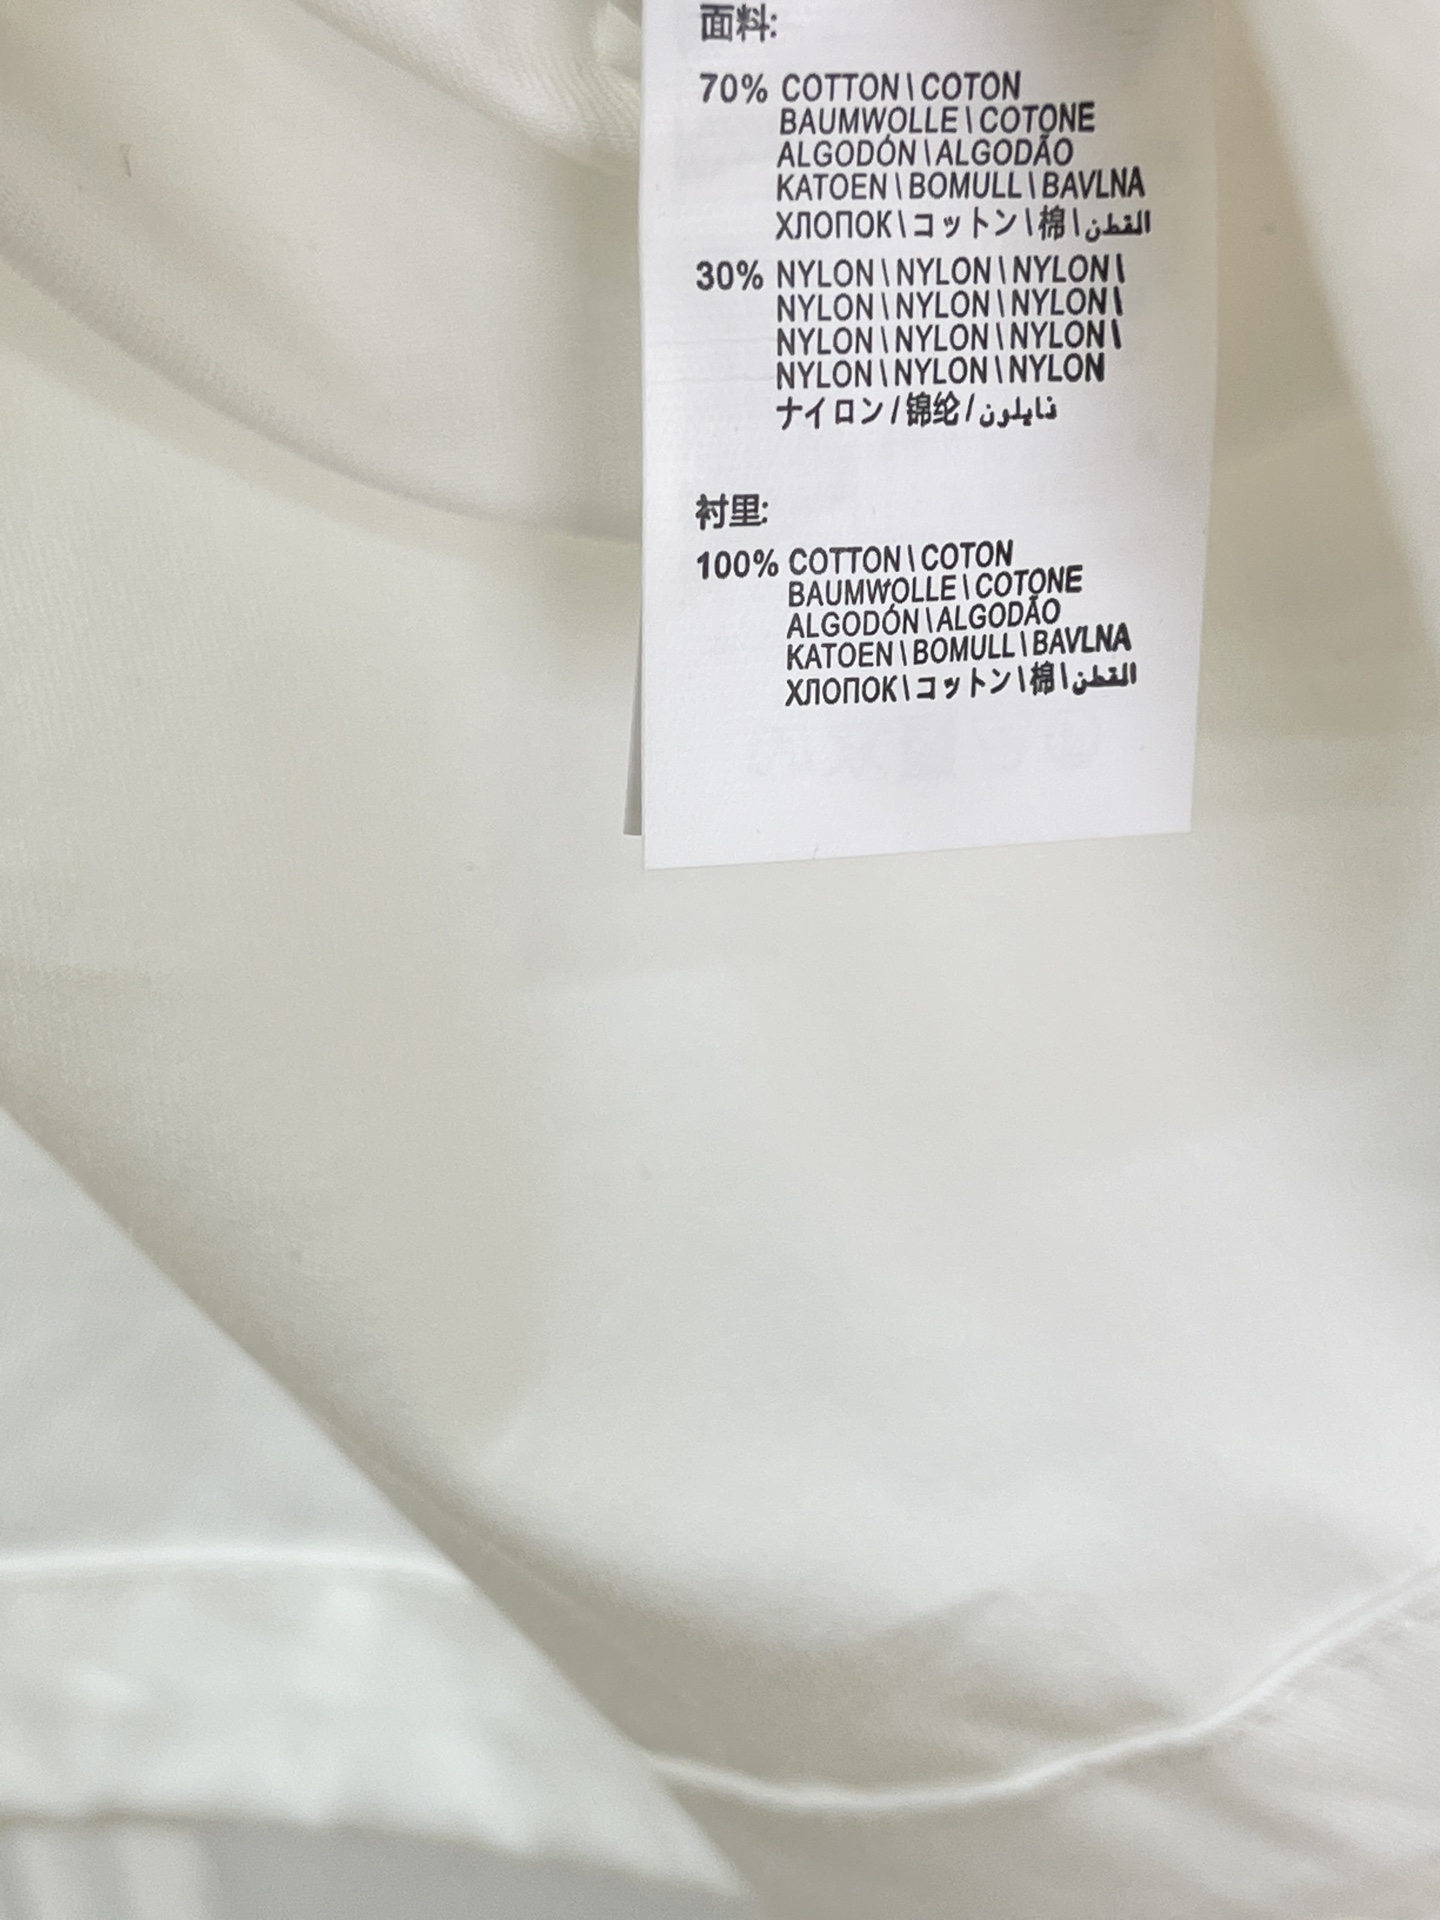 面料:
70% COTTON \ COTON
BAUMWOLLE \ COTONE
ALGODÓN \ ALGODÃO
KATOEN \ BOMULL \ BAVLNA
ХЛОПОК \ コットン \ 棉 \ القطن
30% NYLON \ NYLON \ NYLON \
NYLON \ NYLON \ NYLON \
NYLON \ NYLON \ NYLON \
NYLON \ NYLON \ NYLON
ナイロン / 锦纶 / نايلون
衬里:
100% COTTON \ COTON
BAUMWOLLE \ COTONE
ALGODÓN \ ALGODÃO
KATOEN \ BOMULL \ BAVLNA
ХЛОПОК \ コットン \ 棉 \ القطن